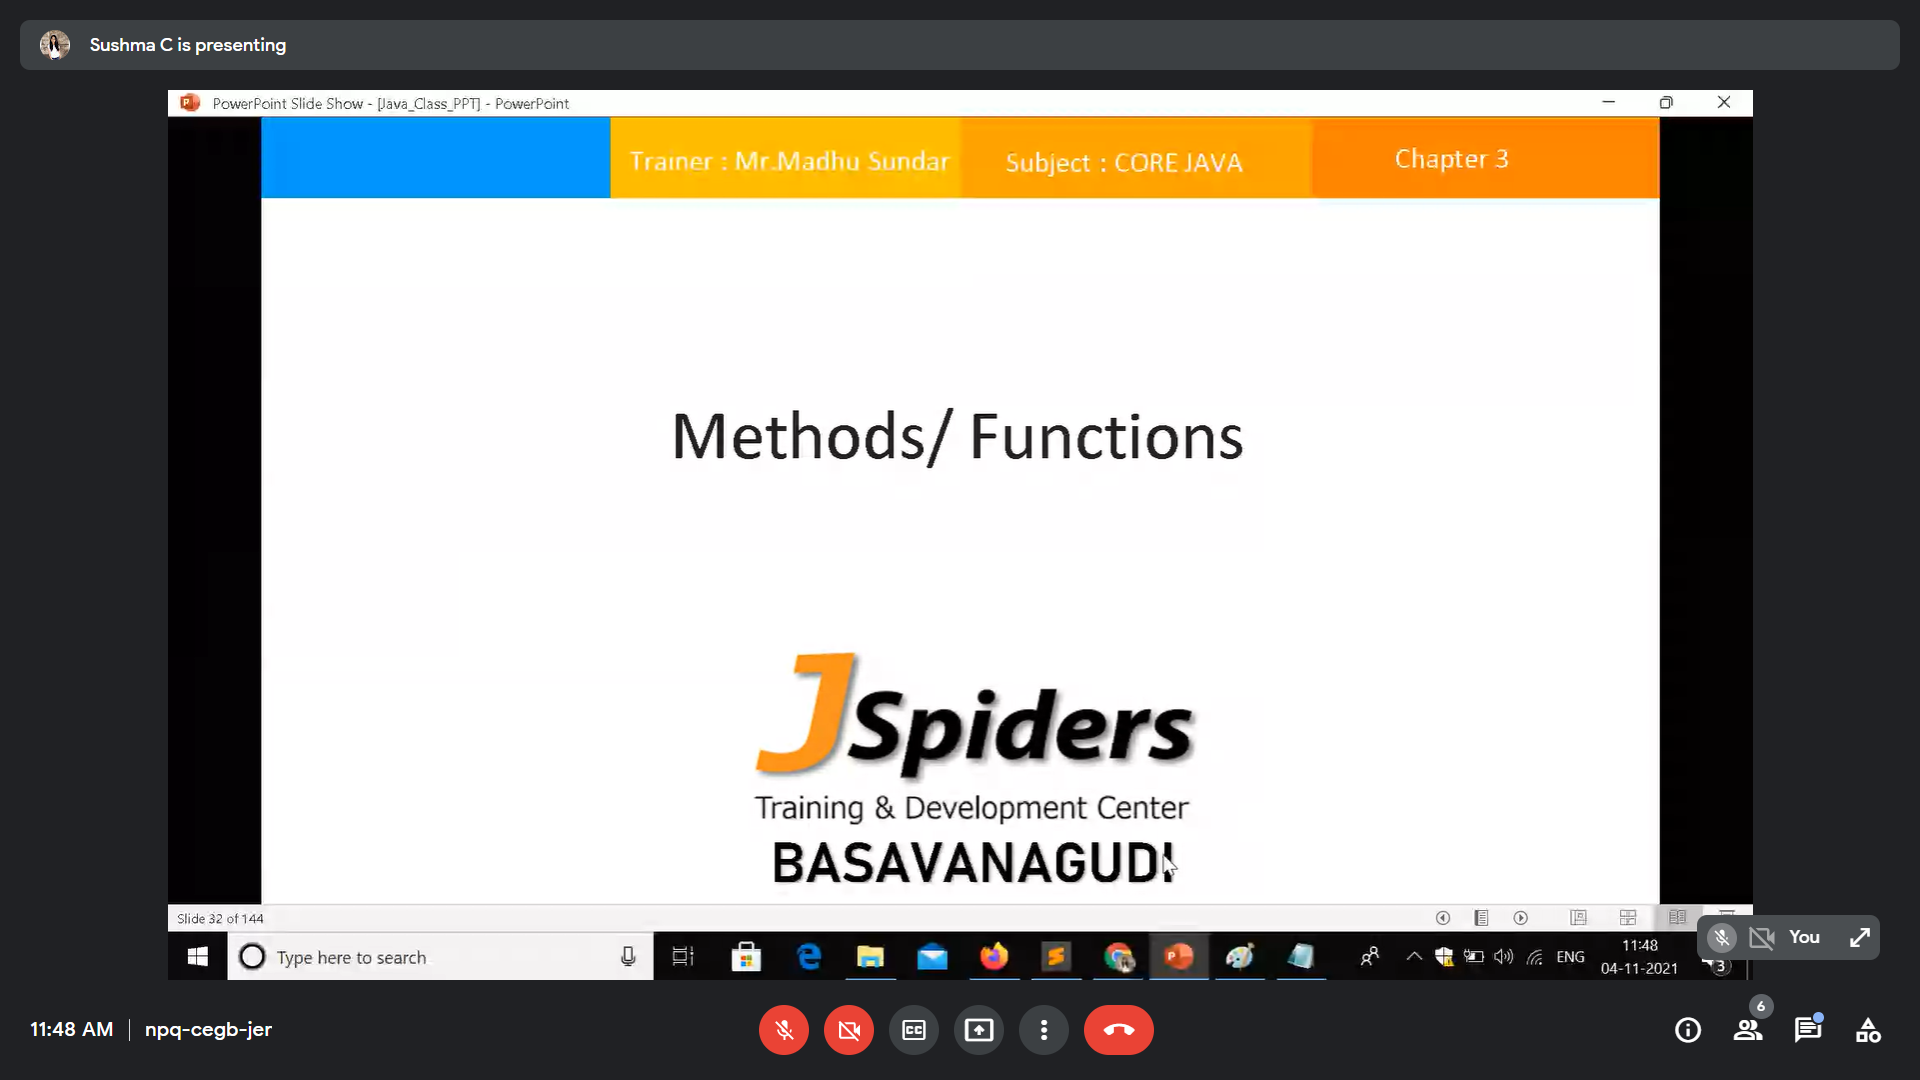 Sushma C is presenting
PowerPoint Slide Show - [Java_Class_PPT] - PowerPoint
Trainer : Mr.Madhu Sundar
Subject : CORE JAVA
Chapter 3
Methods/ Functions
JSpiders
Training & Development Center
BASAVANAGUDI
Slide 32 of 144
You
Type here to search
ENG
11:48
04-11-2021
3
11:48 AM
npq-cegb-jer
CC
6